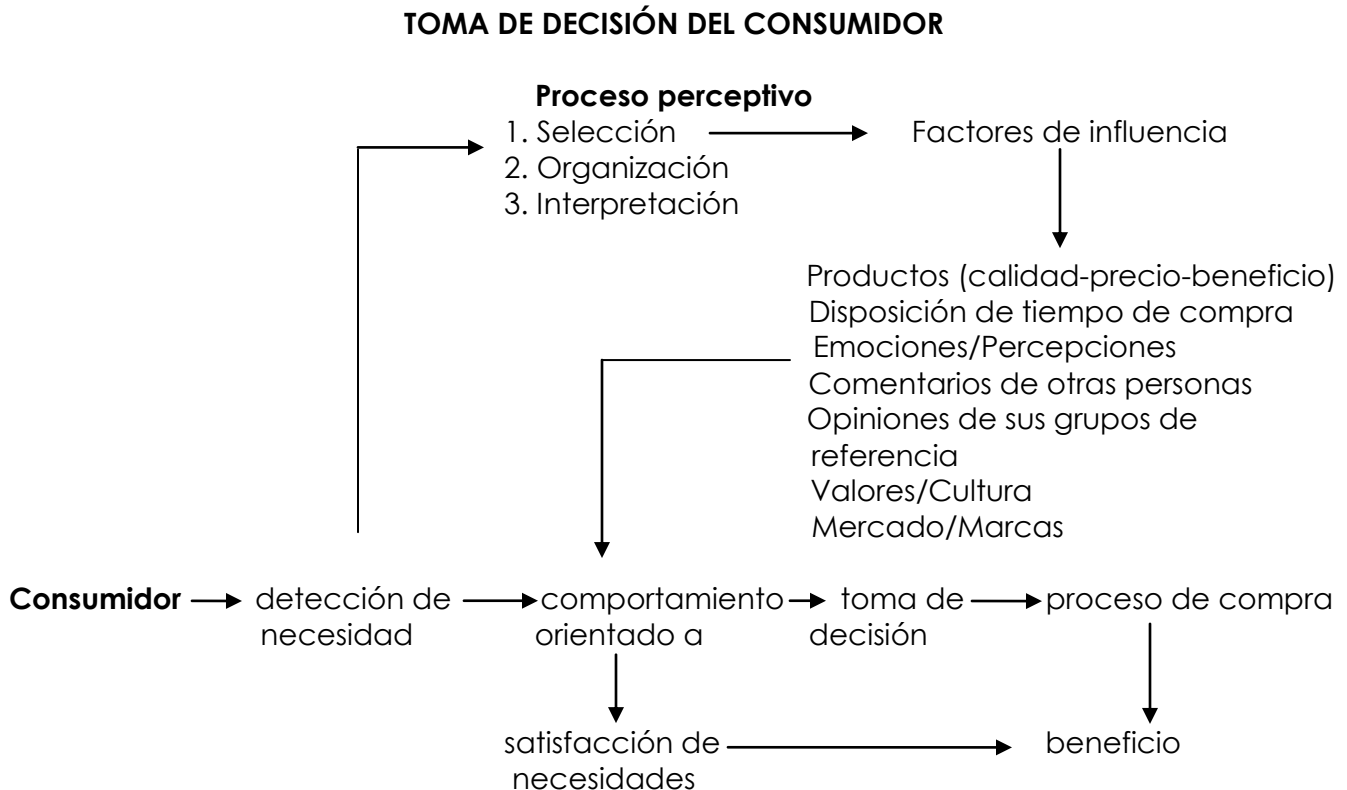 TOMA DE DECISIÓN DEL CONSUMIDOR
Proceso perceptivo
1. Selección
2. Organización
3. Interpretación
Factores de influencia
Productos (calidad-precio-beneficio)
Disposición de tiempo de compra
Emociones/Percepciones
Comentarios de otras personas
Opiniones de sus grupos de
referencia
Valores/Cultura
Mercado/Marcas
Consumidor
detección de
necesidad
comportamiento
orientado a
toma de
decisión
proceso de compra
satisfacción de
necesidades
beneficio